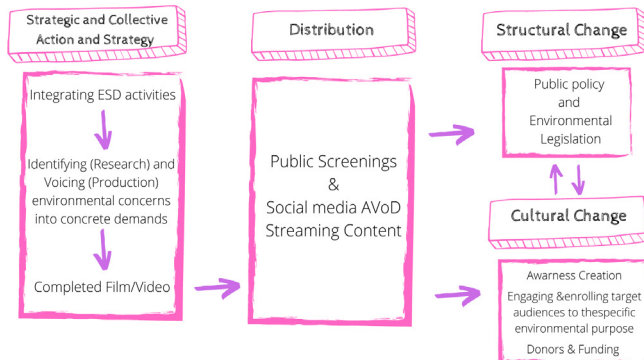 Strategic and Collective
Action and Strategy
Integrating ESD activities
Identifying (Research) and
Voicing (Production)
environmental concerns
into concrete demands
Completed Film/Video
Distribution
Public Screenings
&
Social media AVoD
Streaming Content
Structural Change
Public policy
and
Environmental
Legislation
Cultural Change
Awarness Creation
Engaging &enrolling target
audiences to thespecific
environmental purpose
Donors & Funding